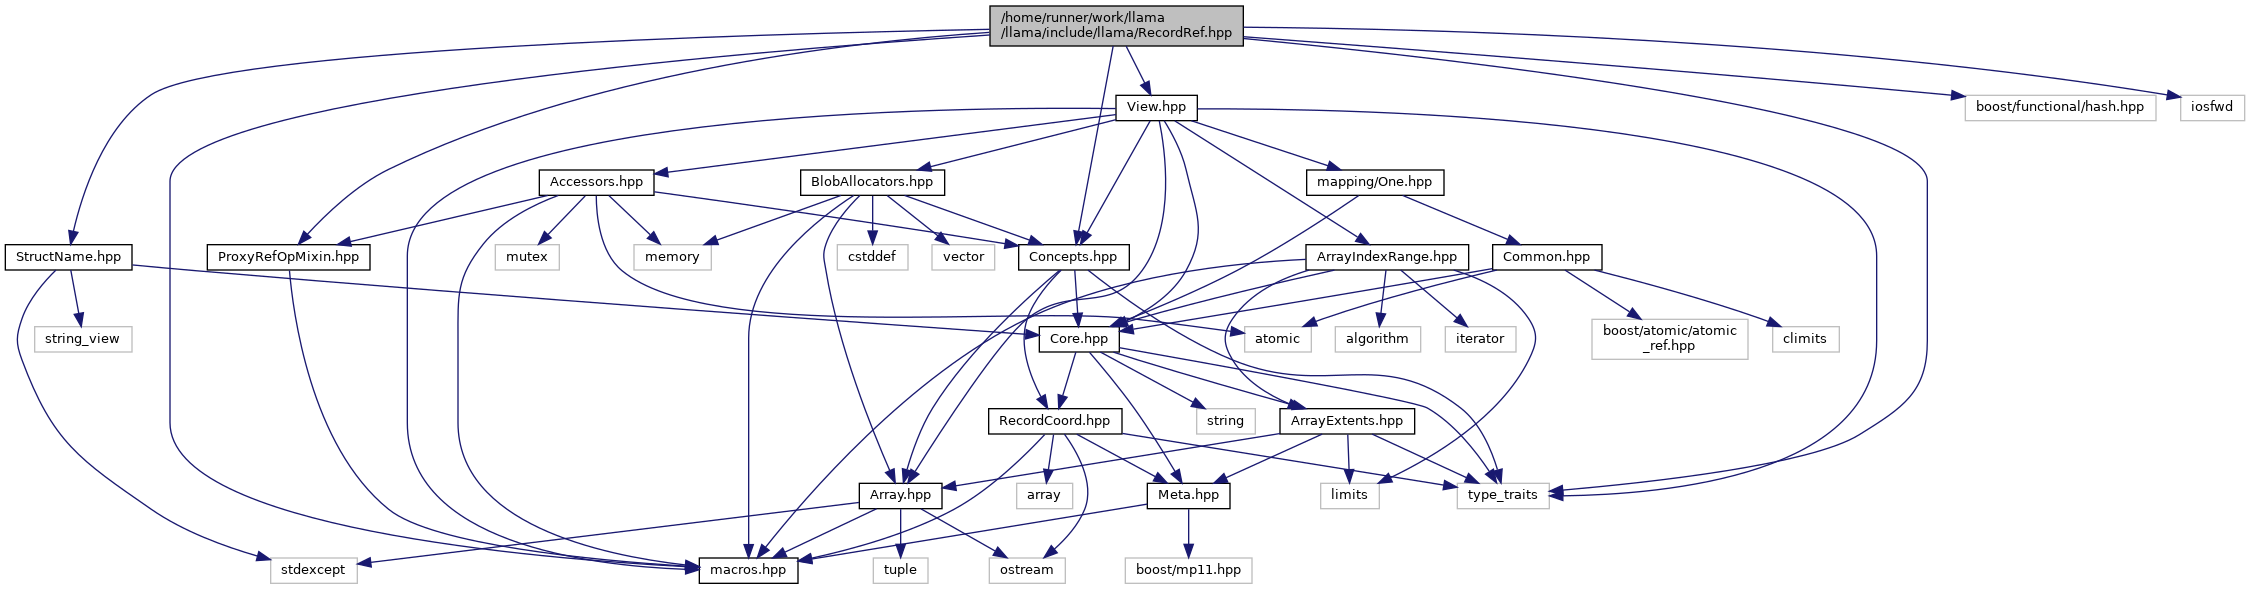 /home/runner/work/llama
/llama/include/llama/RecordRef.hpp
View.hpp
boost/functional/hash.hpp
iosfwd
Accessors.hpp
BlobAllocators.hpp
mapping/One.hpp
StructName.hpp
ProxyRefOpMixin.hpp
mutex
memory
cstddef
vector
Concepts.hpp
ArrayIndexRange.hpp
Common.hpp
string_view
Core.hpp
atomic
algorithm
iterator
boost/atomic/atomic
_ref.hpp
climits
RecordCoord.hpp
string
ArrayExtents.hpp
Array.hpp
array
Meta.hpp
limits
type_traits
stdexcept
macros.hpp
tuple
ostream
boost/mp11.hpp